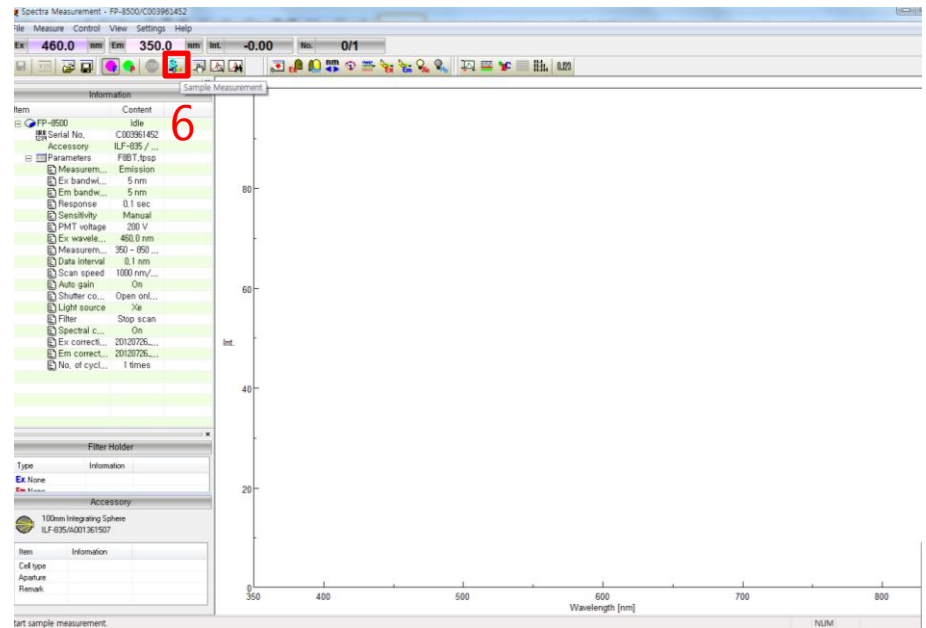 Spectra Measurement - FP-8500/C003961452
File Measure Control View Settings Help
Ex 460.0 nm Em 350.0 nm Int. -0.00 No. 0/1
Sample Measurement
6
Information
Item Content
FP-8500 idle
Serial No, C003961452
Accessory ILF-835 / ...
Parameters F8BT,fpsp
Measurem... Emission
Ex bandwi... 5 nm
Em bandw... 5 nm
Response 0,1 sec
Sensitivity Manual
PMT voltage 200 V
Ex wavele... 460,0 nm
Measurem... 350 - 850 ...
Data interval 0,1 nm
Scan speed 1000 nm/...
Auto gain On
Shutter co... Open onl...
Light source Xe
Filter Stop scan
Spectral c... On
Ex correcti... 20120726_...
Em correct... 20120726_...
No, of cycl... 1 times
Filter Holder
Type Information
Ex None
Em None
Accessory
100mm Integrating Sphere
ILF-835/A001361507
Item Information
Cell type
Aparture
Remark
80
60
Int.
40
20
0
350 400 500 600 700 800
Wavelength [nm]
tart sample measurement.
NUM